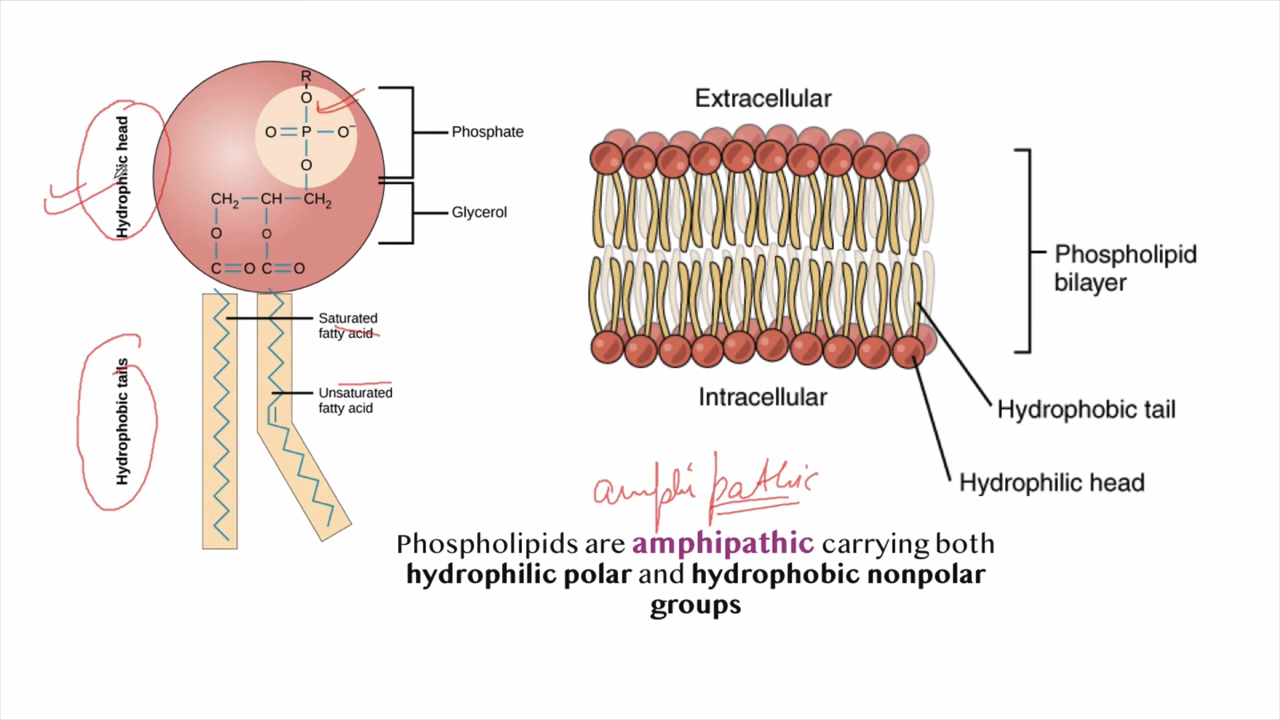 Hydrophilic head
Hydrophobic tails
R
O
O=P–O⁻
O
CH₂–CH–CH₂
O O
C=O C=O
Phosphate
Glycerol
Saturated
fatty acid
Unsaturated
fatty acid
Extracellular
Intracellular
Phospholipid
bilayer
Hydrophobic tail
Hydrophilic head
amphipathic
Phospholipids are amphipathic carrying both
hydrophilic polar and hydrophobic nonpolar
groups